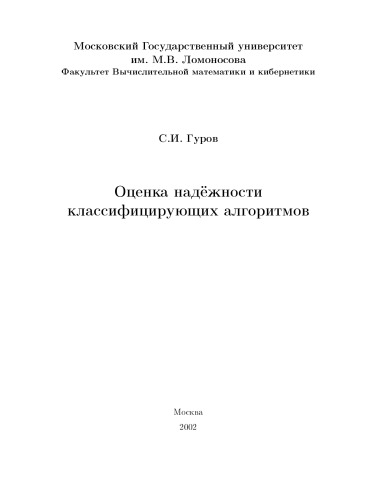 Московский Государственный университет
им. М.В. Ломоносова
Факультет Вычислительной математики и кибернетики
С.И. Гуров
Оценка надёжности
классифицирующих алгоритмов
Москва
2002